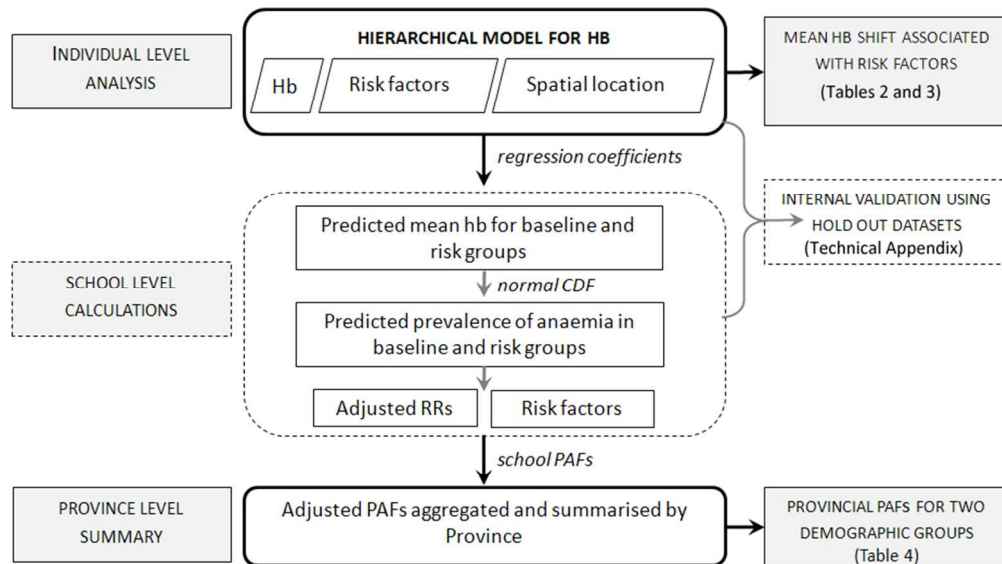 INDIVIDUAL LEVEL
ANALYSIS
HIERARCHICAL MODEL FOR HB
Hb
Risk factors
Spatial location
MEAN HB SHIFT ASSOCIATED
WITH RISK FACTORS
(Tables 2 and 3)
regression coefficients
INTERNAL VALIDATION USING
HOLD OUT DATASETS
(Technical Appendix)
SCHOOL LEVEL
CALCULATIONS
Predicted mean hb for baseline and
risk groups
normal CDF
Predicted prevalence of anaemia in
baseline and risk groups
Adjusted RRs
Risk factors
school PAFs
PROVINCE LEVEL
SUMMARY
Adjusted PAFs aggregated and summarised by
Province
PROVINCIAL PAFS FOR TWO
DEMOGRAPHIC GROUPS
(Table 4)